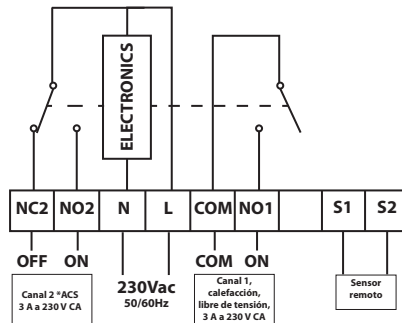 ELECTRONICS
NC2 NO2 N L COM NO1 S1 S2
OFF ON 230Vac COM ON
50/60Hz
Canal 2 *ACS
3 A a 230 V CA
Canal 1,
calefacción,
libre de tensión,
3 A a 230 V CA
Sensor
remoto